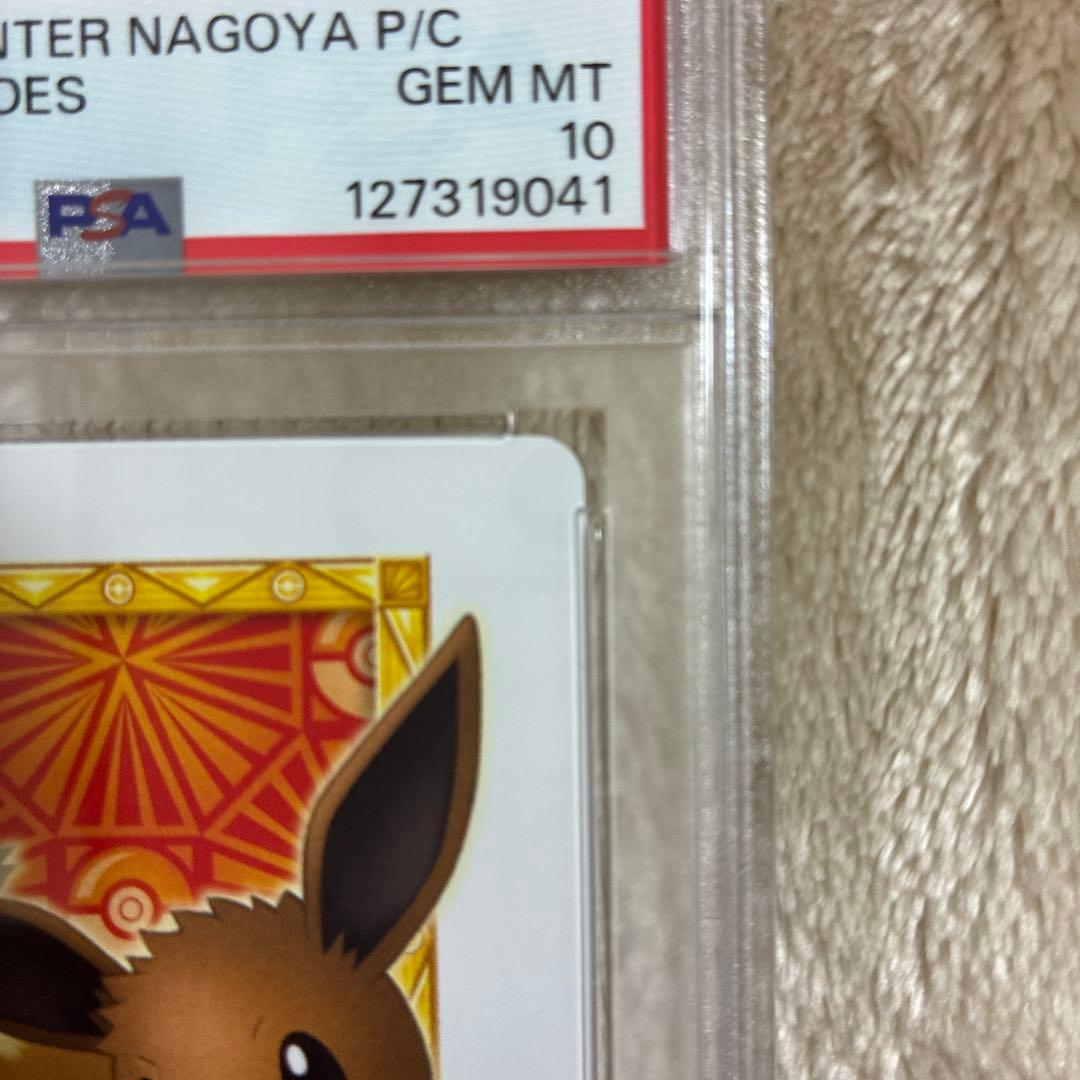 NTER NAGOYA P/C
DES GEM MT
10
PSA 127319041